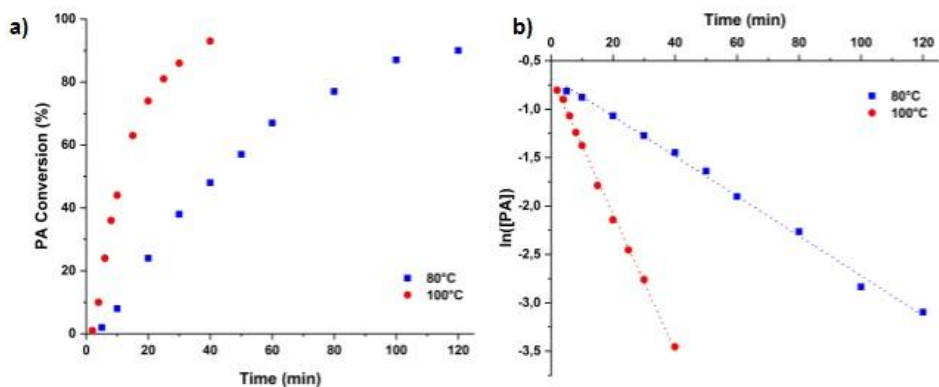 a)
100
80
60
40
20
0
PA Conversion (%)
0 20 40 60 80 100 120
Time (min)
80°C
100°C
b)
Time (min)
0 20 40 60 80 100 120
-0,5
-1,0
-1,5
-2,0
-2,5
-3,0
-3,5
ln([PA])
80°C
100°C